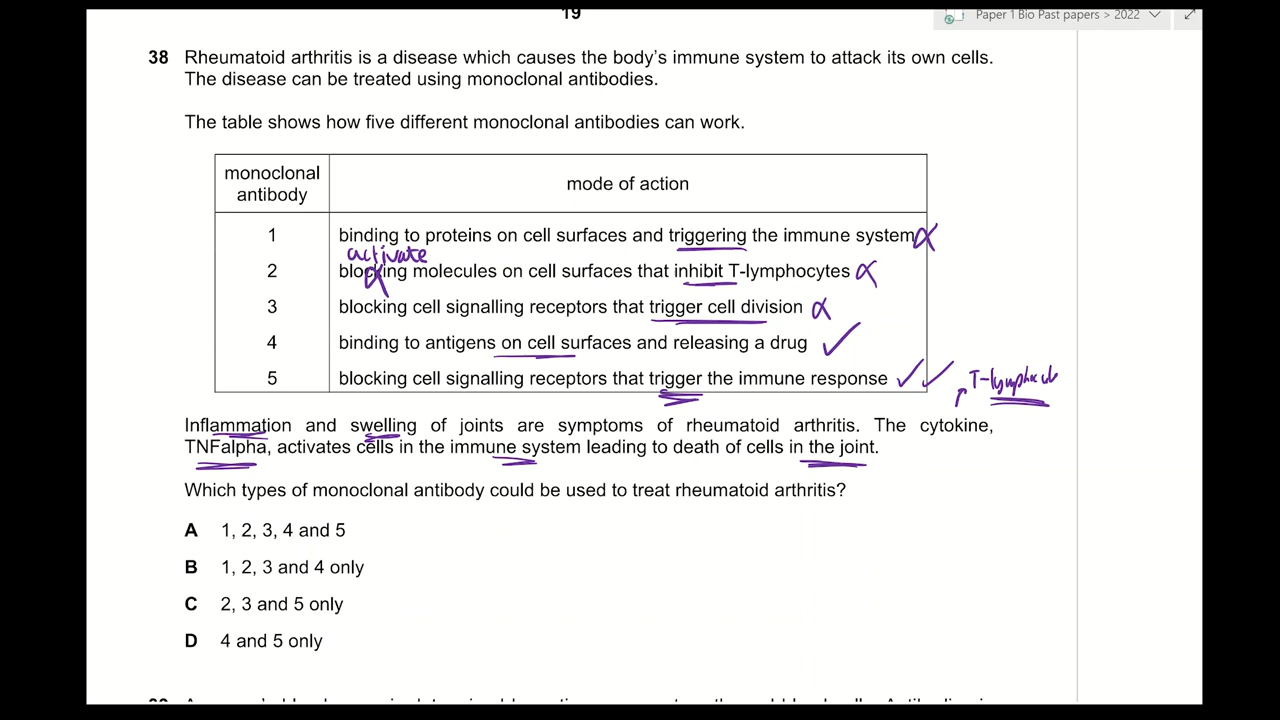 19
Paper 1 Bio Past papers > 2022
38 Rheumatoid arthritis is a disease which causes the body's immune system to attack its own cells.
The disease can be treated using monoclonal antibodies.
The table shows how five different monoclonal antibodies can work.
monoclonal antibody mode of action
1 binding to proteins on cell surfaces and triggering the immune system
activate
2 blocking molecules on cell surfaces that inhibit T-lymphocytes
3 blocking cell signalling receptors that trigger cell division
4 binding to antigens on cell surfaces and releasing a drug
5 blocking cell signalling receptors that trigger the immune response
Inflammation and swelling of joints are symptoms of rheumatoid arthritis. The cytokine,
TNFalpha, activates cells in the immune system leading to death of cells in the joint.
Which types of monoclonal antibody could be used to treat rheumatoid arthritis?
A 1, 2, 3, 4 and 5
B 1, 2, 3 and 4 only
C 2, 3 and 5 only
D 4 and 5 only